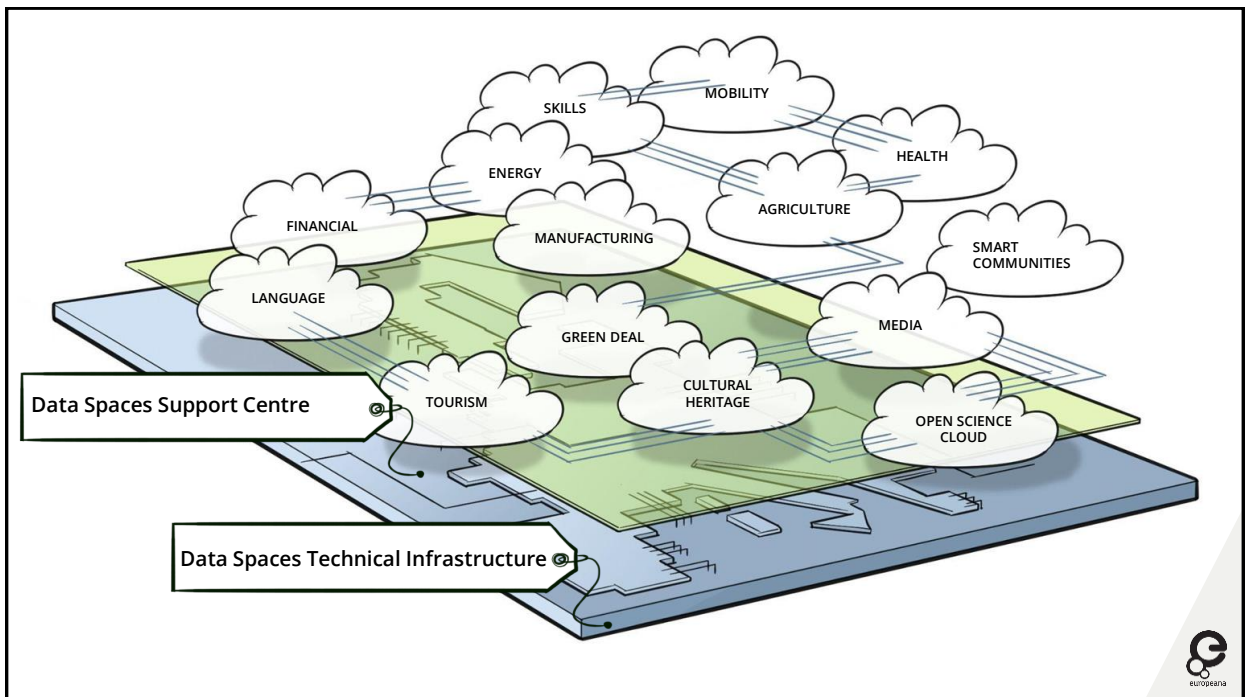 MOBILITY
SKILLS
HEALTH
ENERGY
AGRICULTURE
FINANCIAL
MANUFACTURING
SMART
COMMUNITIES
LANGUAGE
MEDIA
GREEN DEAL
CULTURAL
HERITAGE
TOURISM
OPEN SCIENCE
CLOUD
Data Spaces Support Centre
Data Spaces Technical Infrastructure
europeana